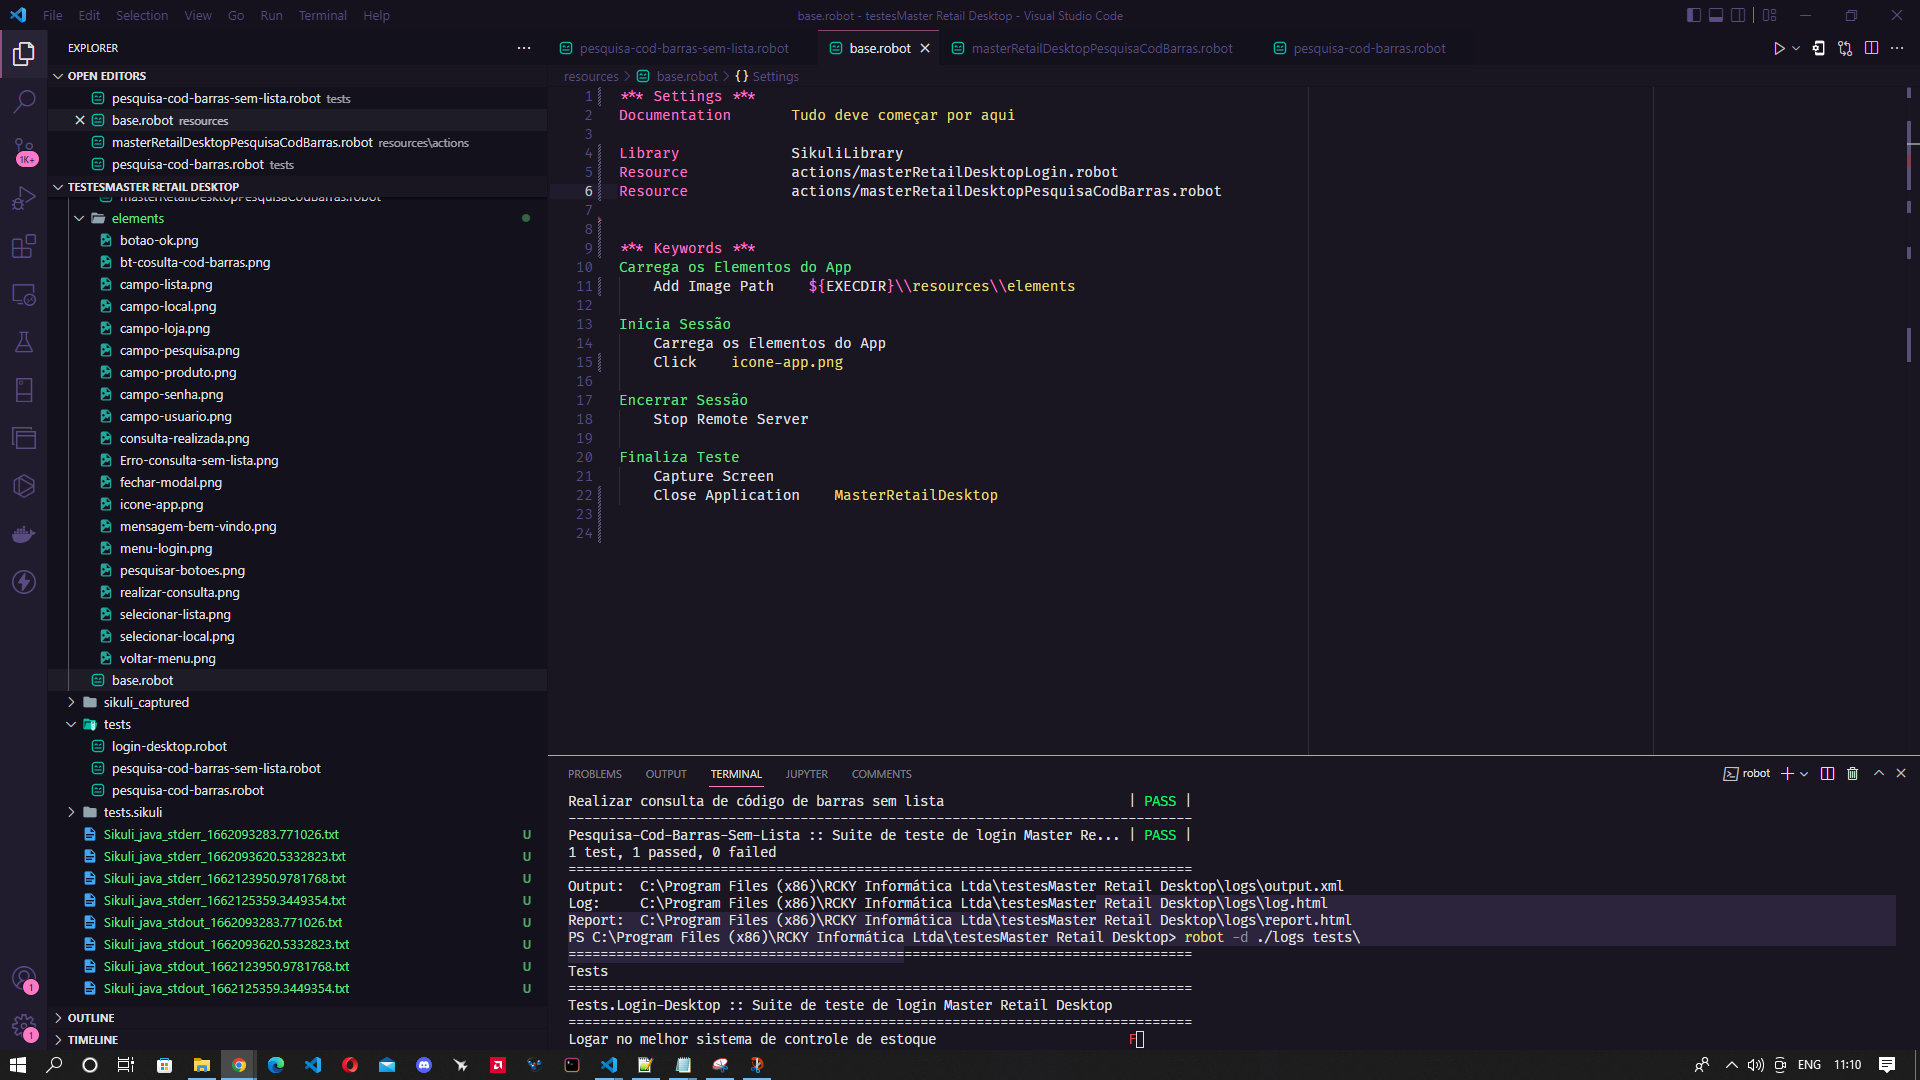 File Edit Selection View Go Run Terminal Help
base.robot - testesMaster Retail Desktop - Visual Studio Code
EXPLORER
OPEN EDITORS
pesquisa-cod-barras-sem-lista.robot tests
base.robot resources
masterRetailDesktopPesquisaCodBarras.robot resources\actions
pesquisa-cod-barras.robot tests
TESTESMASTER RETAIL DESKTOP
masterRetailDesktopPesquisaCodBarras.robot
elements
botao-ok.png
bt-cosulta-cod-barras.png
campo-lista.png
campo-local.png
campo-loja.png
campo-pesquisa.png
campo-produto.png
campo-senha.png
campo-usuario.png
consulta-realizada.png
Erro-consulta-sem-lista.png
fechar-modal.png
icone-app.png
mensagem-bem-vindo.png
menu-login.png
pesquisar-botoes.png
realizar-consulta.png
selecionar-lista.png
selecionar-local.png
voltar-menu.png
base.robot
sikuli_captured
tests
login-desktop.robot
pesquisa-cod-barras-sem-lista.robot
pesquisa-cod-barras.robot
tests.sikuli
Sikuli_java_stderr_1662093283.771026.txt U
Sikuli_java_stderr_1662093620.5332823.txt U
Sikuli_java_stderr_1662123950.9781768.txt U
Sikuli_java_stderr_1662125359.3449354.txt U
Sikuli_java_stdout_1662093283.771026.txt U
Sikuli_java_stdout_1662093620.5332823.txt U
Sikuli_java_stdout_1662123950.9781768.txt U
Sikuli_java_stdout_1662125359.3449354.txt U
OUTLINE
TIMELINE
1K+
1
1
pesquisa-cod-barras-sem-lista.robot base.robot masterRetailDesktopPesquisaCodBarras.robot pesquisa-cod-barras.robot
resources > base.robot > {} Settings
1 *** Settings ***
2 Documentation Tudo deve começar por aqui
3
4 Library SikuliLibrary
5 Resource actions/masterRetailDesktopLogin.robot
6 Resource actions/masterRetailDesktopPesquisaCodBarras.robot
7
8
9 *** Keywords ***
10 Carrega os Elementos do App
11 Add Image Path ${EXECDIR}\\resources\\elements
12
13 Inicia Sessão
14 Carrega os Elementos do App
15 Click icone-app.png
16
17 Encerrar Sessão
18 Stop Remote Server
19
20 Finaliza Teste
21 Capture Screen
22 Close Application MasterRetailDesktop
23
24
PROBLEMS OUTPUT TERMINAL JUPYTER COMMENTS
robot
Realizar consulta de código de barras sem lista | PASS |
------------------------------------------------------------------------------
Pesquisa-Cod-Barras-Sem-Lista :: Suite de teste de login Master Re... | PASS |
1 test, 1 passed, 0 failed
==============================================================================
Output: C:\Program Files (x86)\RCKY Informática Ltda\testesMaster Retail Desktop\logs\output.xml
Log: C:\Program Files (x86)\RCKY Informática Ltda\testesMaster Retail Desktop\logs\log.html
Report: C:\Program Files (x86)\RCKY Informática Ltda\testesMaster Retail Desktop\logs\report.html
PS C:\Program Files (x86)\RCKY Informática Ltda\testesMaster Retail Desktop> robot -d ./logs tests\
==============================================================================
Tests
==============================================================================
Tests.Login-Desktop :: Suite de teste de login Master Retail Desktop
==============================================================================
Logar no melhor sistema de controle de estoque F
ENG 11:10